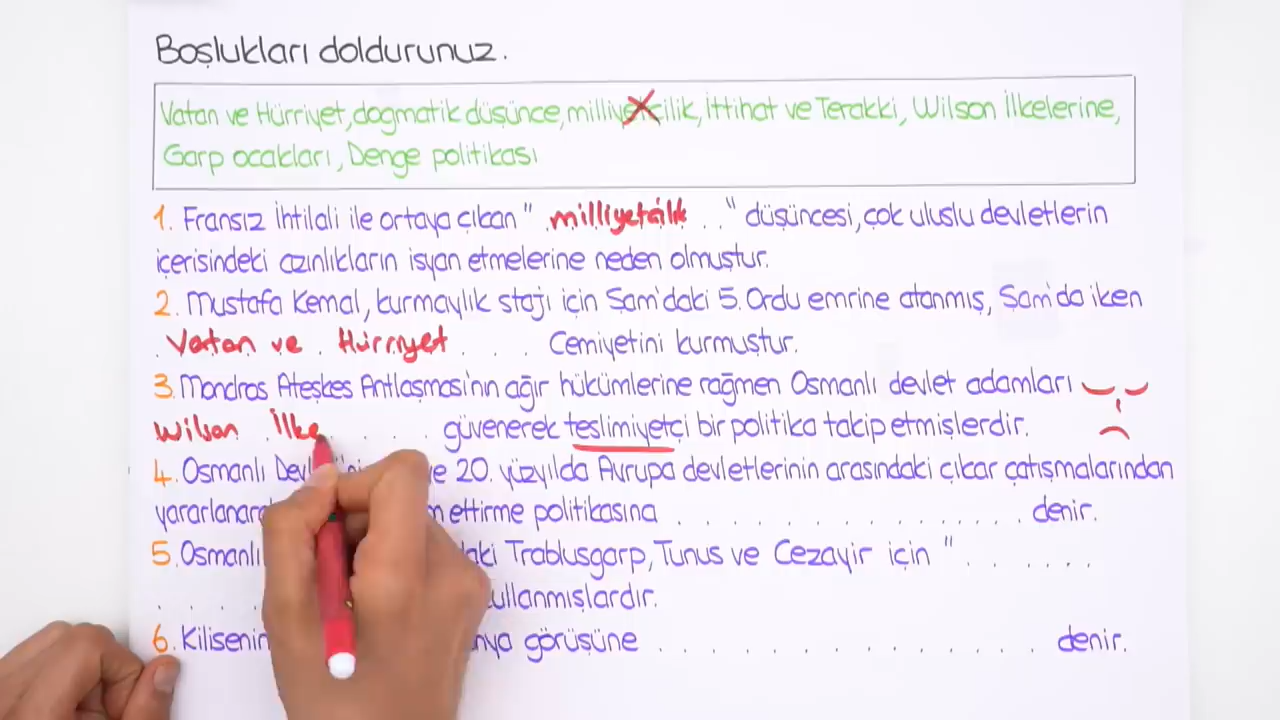 Boşlukları doldurunuz.
Vatan ve Hürriyet, dogmatik düşünce, milliyetçilik, İttihat ve Terakki, Wilson İlkelerine,
Garp ocakları, Denge politikası
1. Fransız İhtilali ile ortaya çıkan " milliyetçilik . . " düşüncesi, çok uluslu devletlerin
içerisindeki azınlıkların isyan etmelerine neden olmuştur.
2. Mustafa Kemal, kurmaylık stajı için Şam'daki 5. Ordu emrine atanmış, Şam'da iken
. Vatan ve . Hürriyet . . . Cemiyetini kurmuştur.
3. Mondros Ateşkes Antlaşması'nın ağır hükümlerine rağmen Osmanlı devlet adamları
Wilson . İlke . . . . güvenerek teslimiyetçi bir politika takip etmişlerdir.
4. Osmanlı ve 20. yüzyılda Avrupa devletlerinin arasındaki çıkar çatışmalarından
ettirme politikasına . . . . . . . . . . . . . . . denir.
5. Osmanlı Trablusgarp, Tunus ve Cezayir için " . . . . . .
. . . .
6. Kilisenin görüşüne . . . . . . . . . . . . . . . . denir.